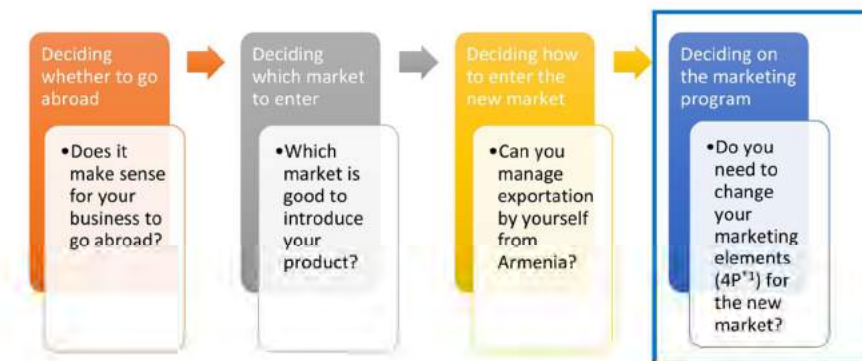 Deciding
whether to go
abroad
•Does it
make sense
for your
business to
go abroad?
Deciding
which market
to enter
•Which
market is
good to
introduce
your
product?
Deciding how
to enter the
new market
•Can you
manage
exportation
by yourself
from
Armenia?
Deciding on
the marketing
program
•Do you
need to
change
your
marketing
elements
(4P*1) for
the new
market?